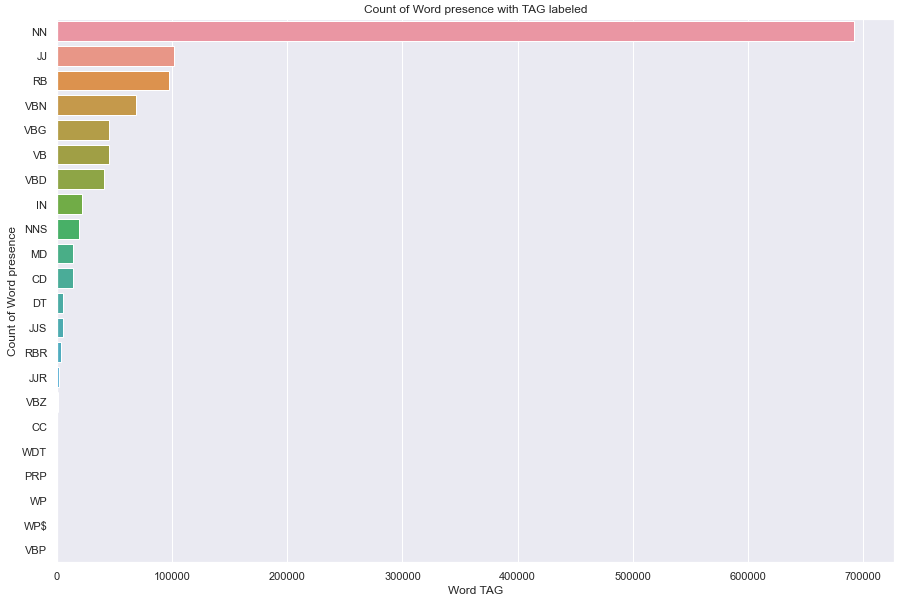 Count of Word presence with TAG labeled
Count of Word presence
NN
JJ
RB
VBN
VBG
VB
VBD
IN
NNS
MD
CD
DT
JJS
RBR
JJR
VBZ
CC
WDT
PRP
WP
WP$
VBP
0 100000 200000 300000 400000 500000 600000 700000
Word TAG